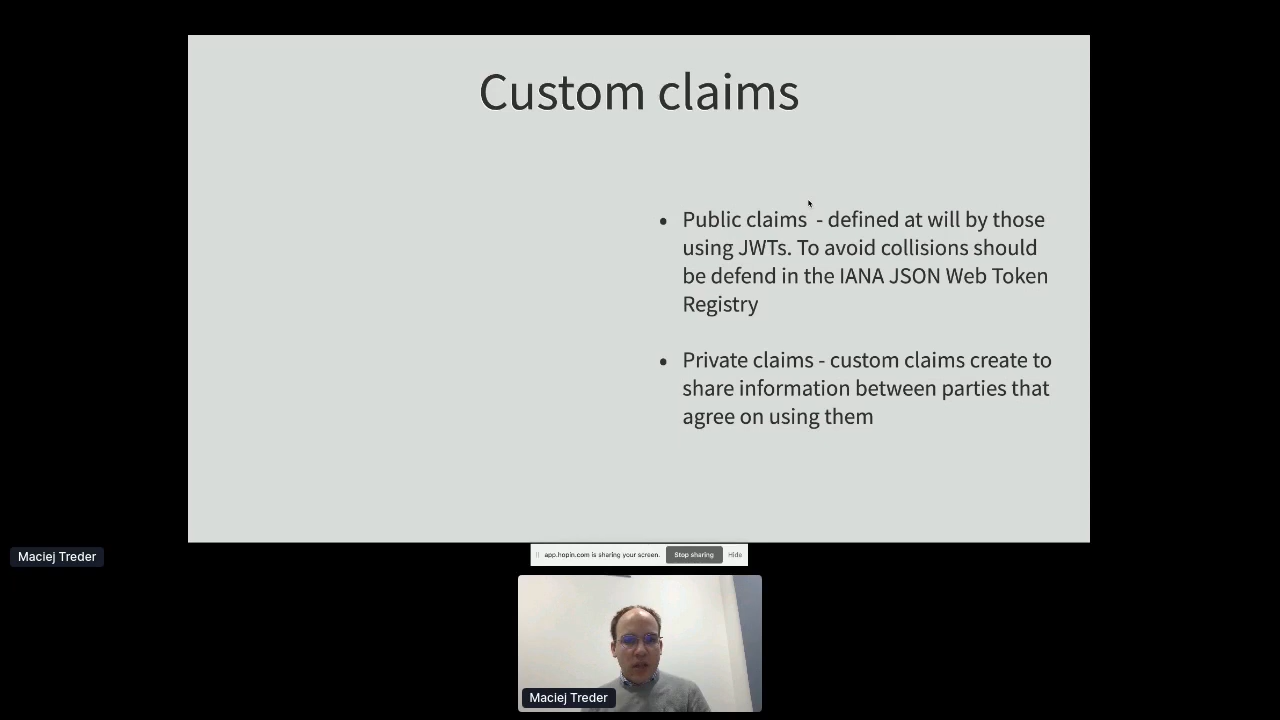 Custom claims
• Public claims  - defined at will by those
using JWTs. To avoid collisions should
be defend in the IANA JSON Web Token
Registry
• Private claims - custom claims create to
share information between parties that
agree on using them
Maciej Treder
app.hopin.com is sharing your screen. Stop sharing Hide
Maciej Treder